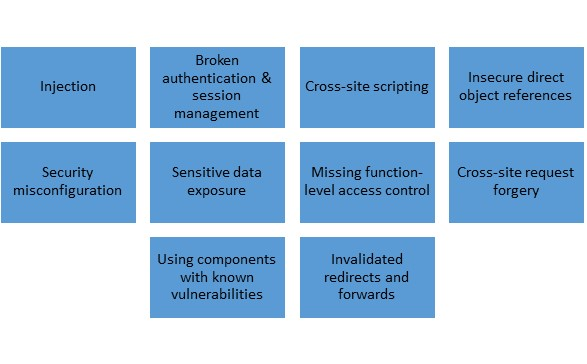 Injection
Broken
authentication &
session
management
Cross-site scripting
Insecure direct
object references
Security
misconfiguration
Sensitive data
exposure
Missing function-
level access control
Cross-site request
forgery
Using components
with known
vulnerabilities
Invalidated
redirects and
forwards